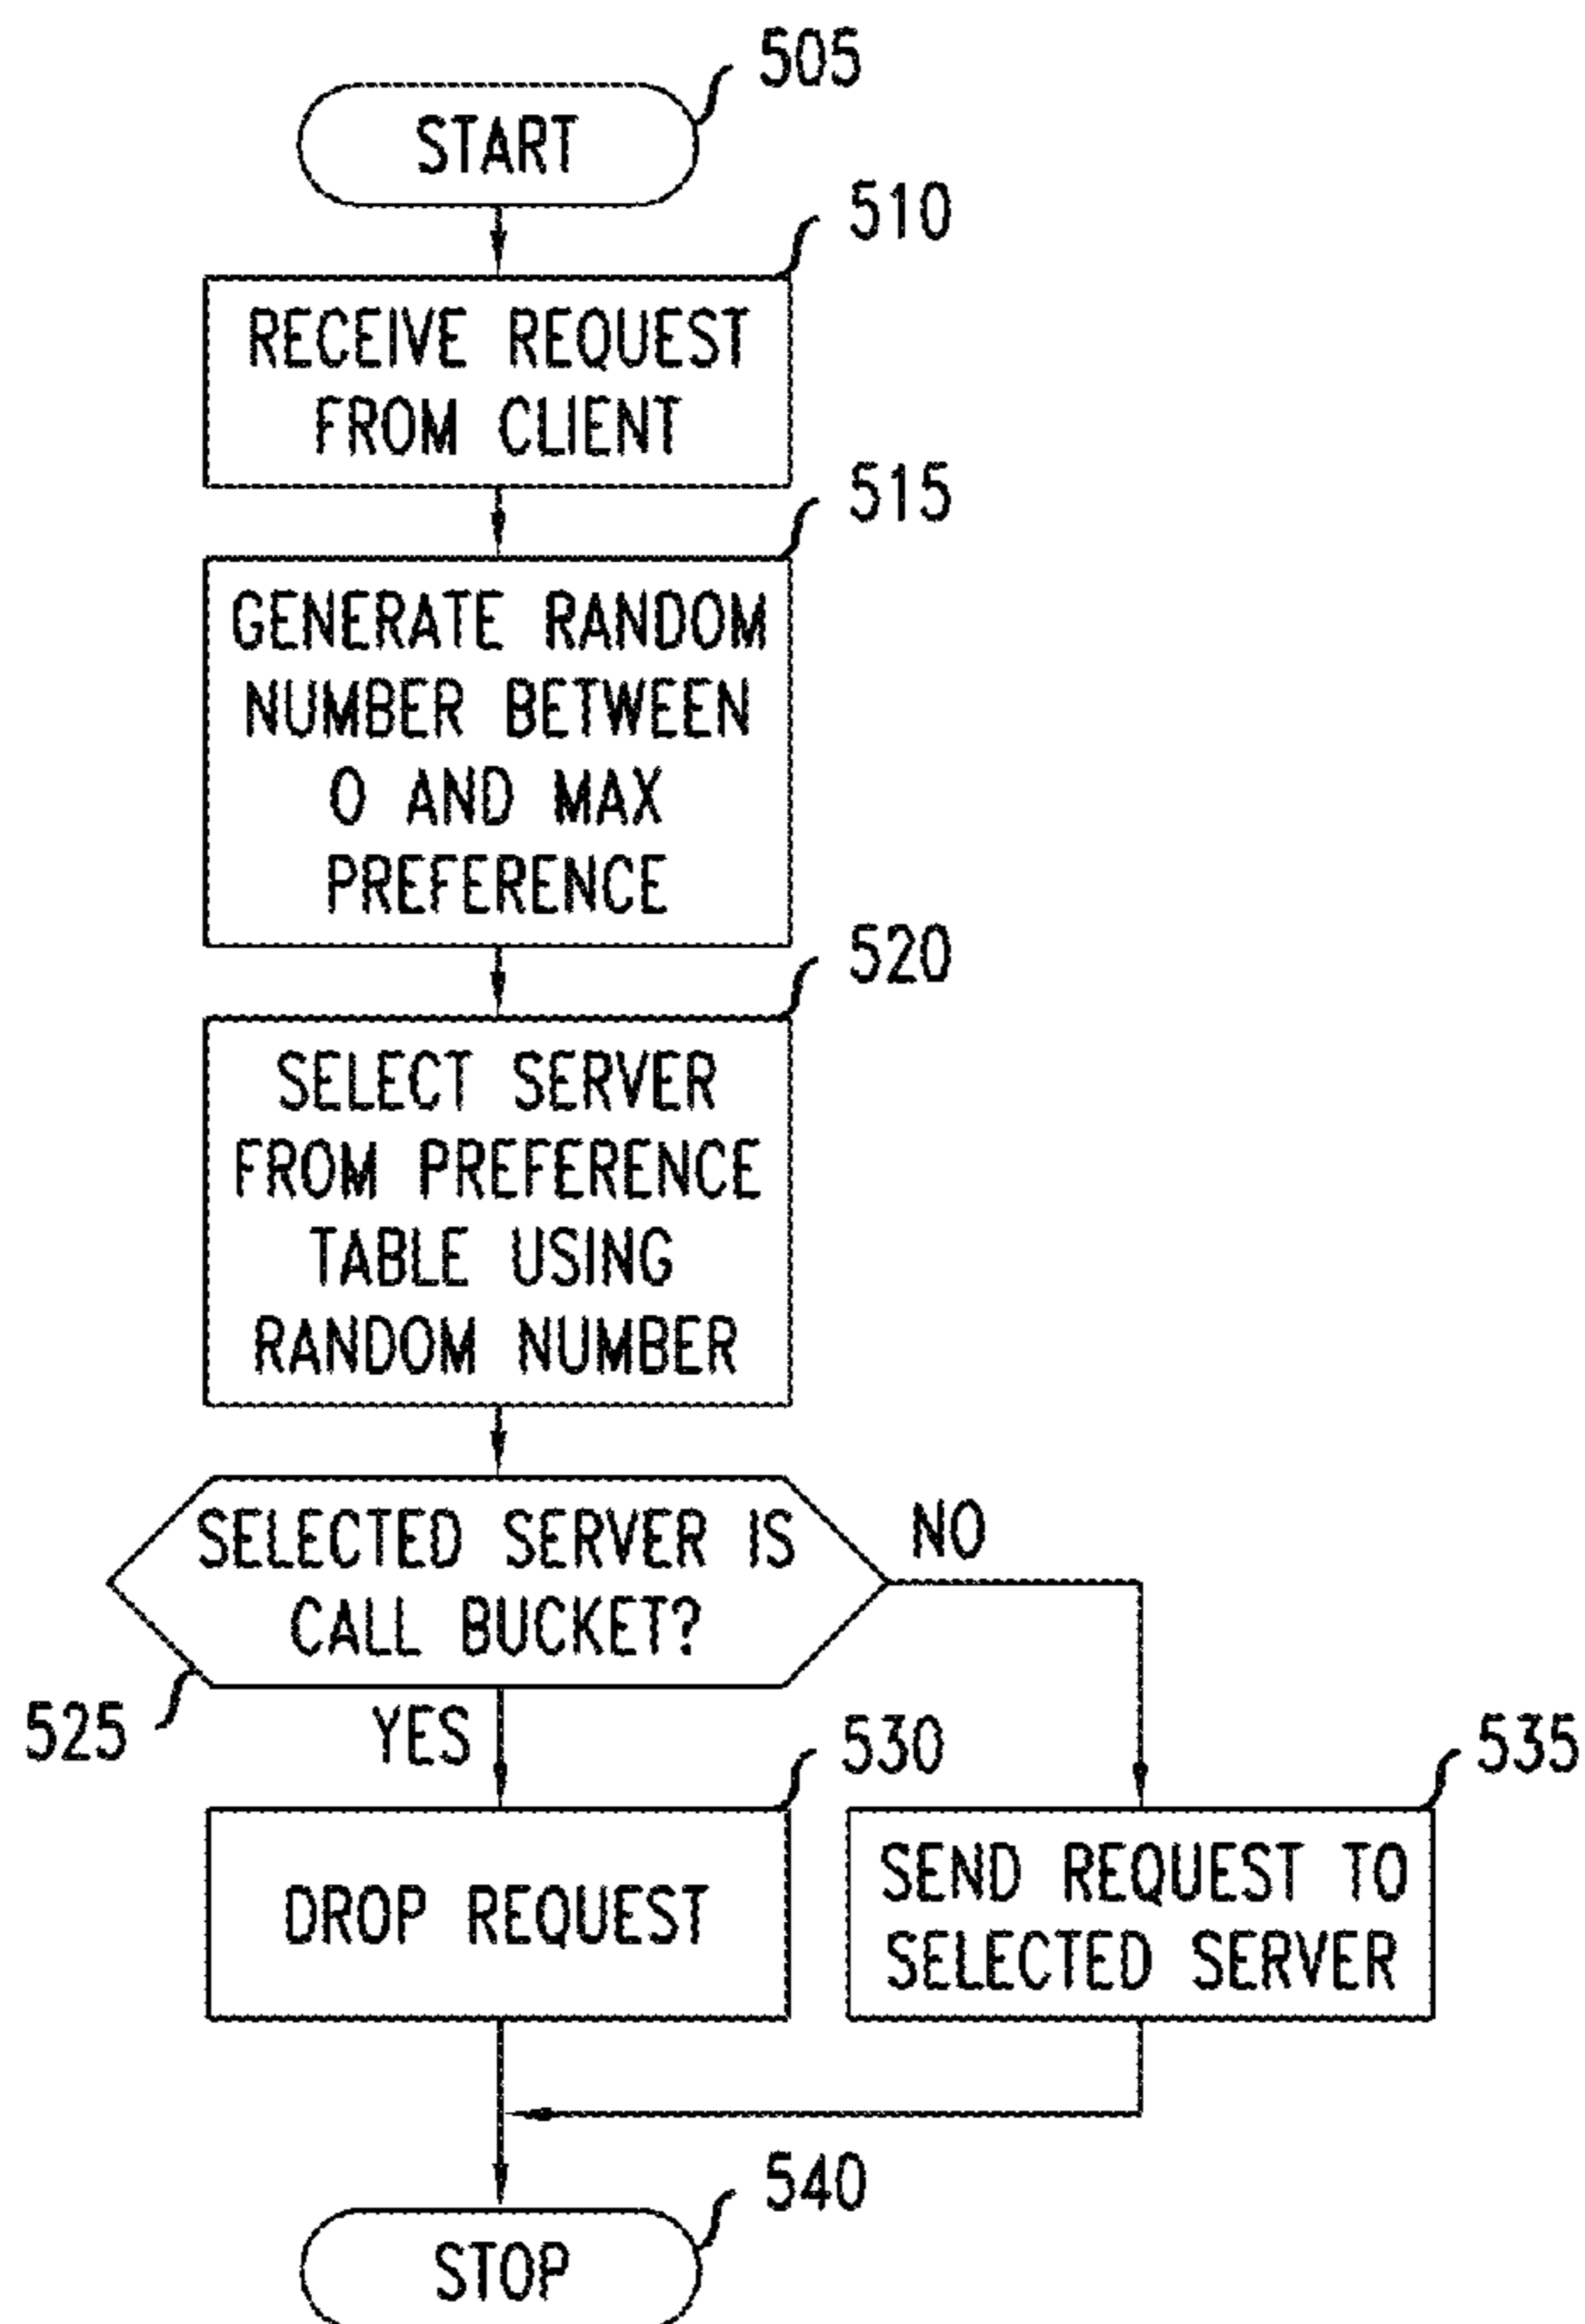 505
START
510
RECEIVE REQUEST
FROM CLIENT
515
GENERATE RANDOM
NUMBER BETWEEN
0 AND MAX
PREFERENCE
520
SELECT SERVER
FROM PREFERENCE
TABLE USING
RANDOM NUMBER
SELECTED SERVER IS
CALL BUCKET?
NO
525
YES
530
535
DROP REQUEST
SEND REQUEST TO
SELECTED SERVER
540
STOP